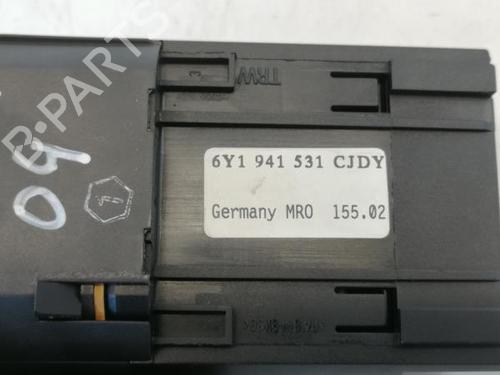 TRW
B-PARTS
6Y1 941 531 CJDY
Germany MRO 155.02